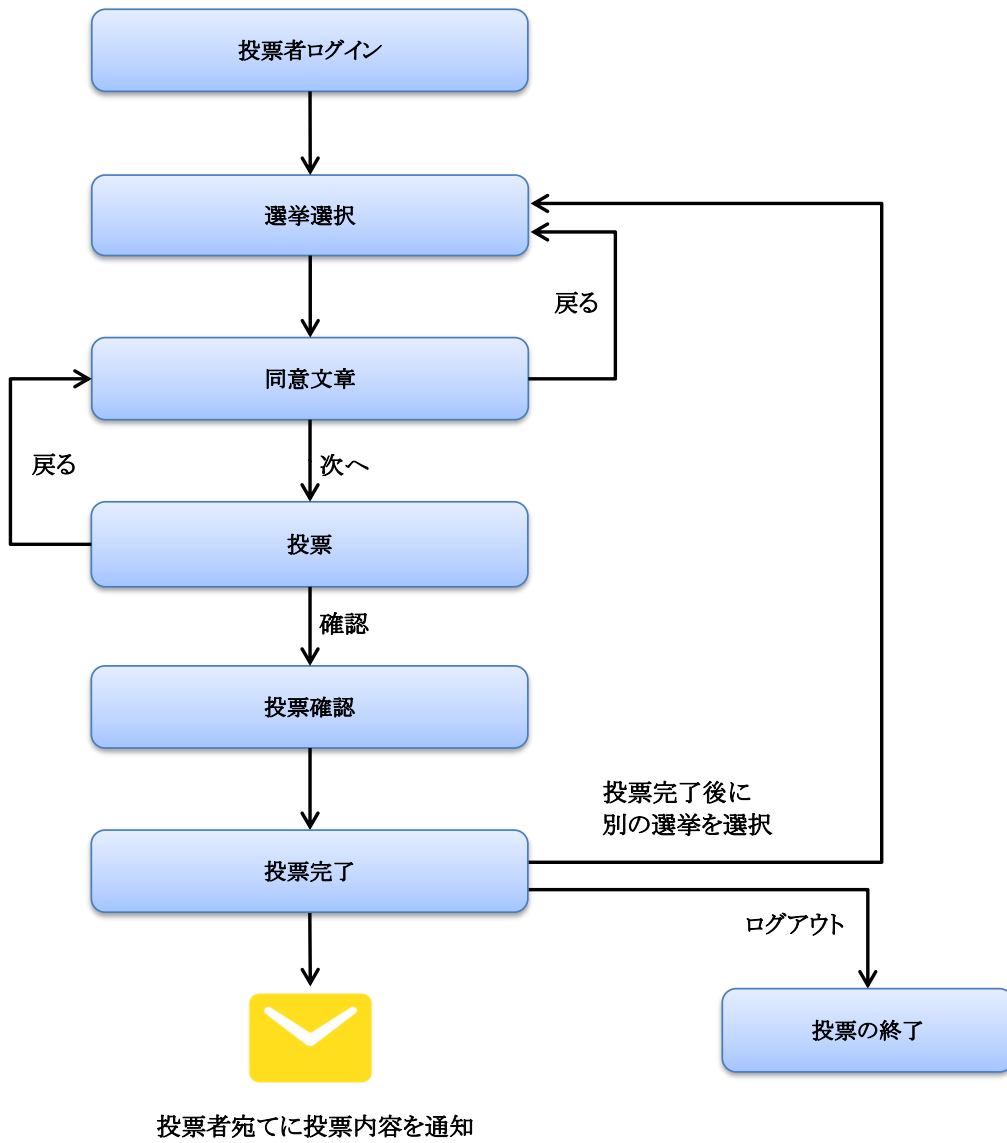 投票者ログイン
選挙選択
戻る
同意文章
戻る
次へ
投票
確認
投票確認
投票完了後に
別の選挙を選択
投票完了
ログアウト
投票の終了
投票者宛てに投票内容を通知